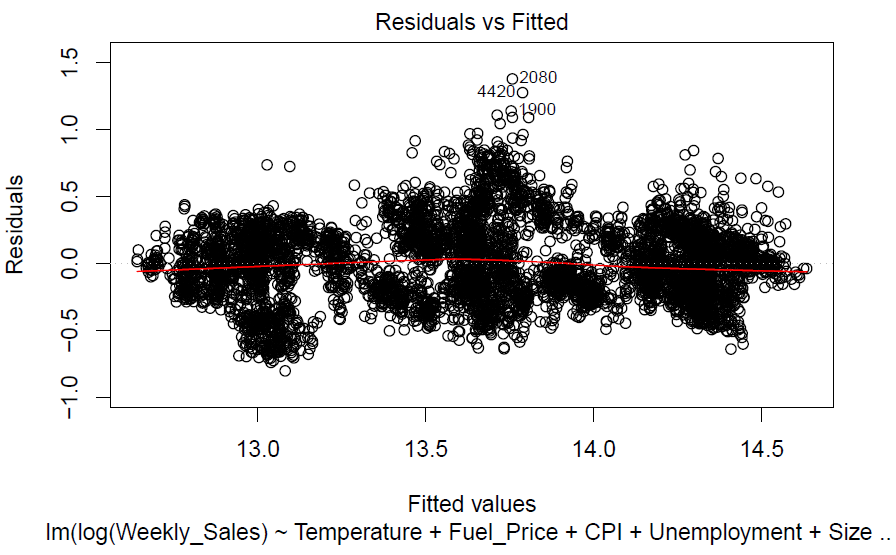 Residuals vs Fitted
1.5
1.0
0.5
0.0
−0.5
−1.0
Residuals
2080
4420
1900
13.0 13.5 14.0 14.5
Fitted values
lm(log(Weekly_Sales) ~ Temperature + Fuel_Price + CPI + Unemployment + Size ..